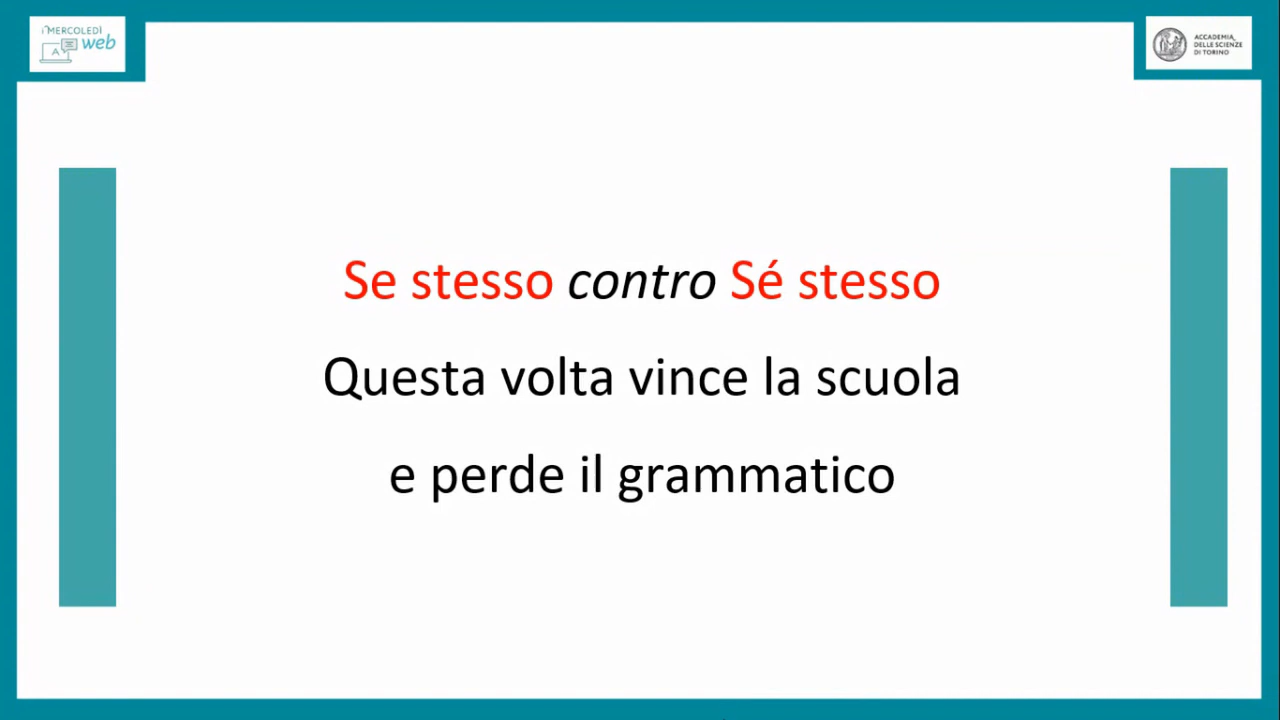 i MERCOLEDÌ
web
A
ACCADEMIA
DELLE SCIENZE
DI TORINO
Se stesso contro Sé stesso
Questa volta vince la scuola
e perde il grammatico